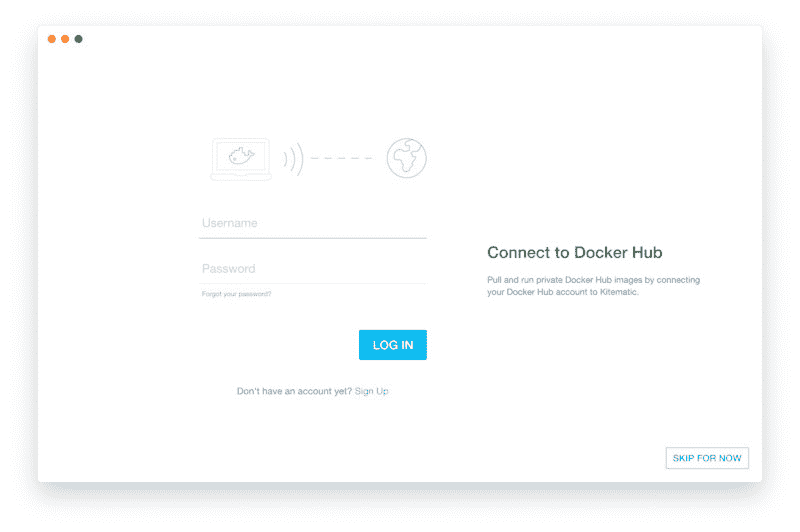 Username
Password
Forgot your password?
LOG IN
Don't have an account yet? Sign Up
Connect to Docker Hub
Pull and run private Docker Hub images by connecting
your Docker Hub account to Kitematic.
SKIP FOR NOW